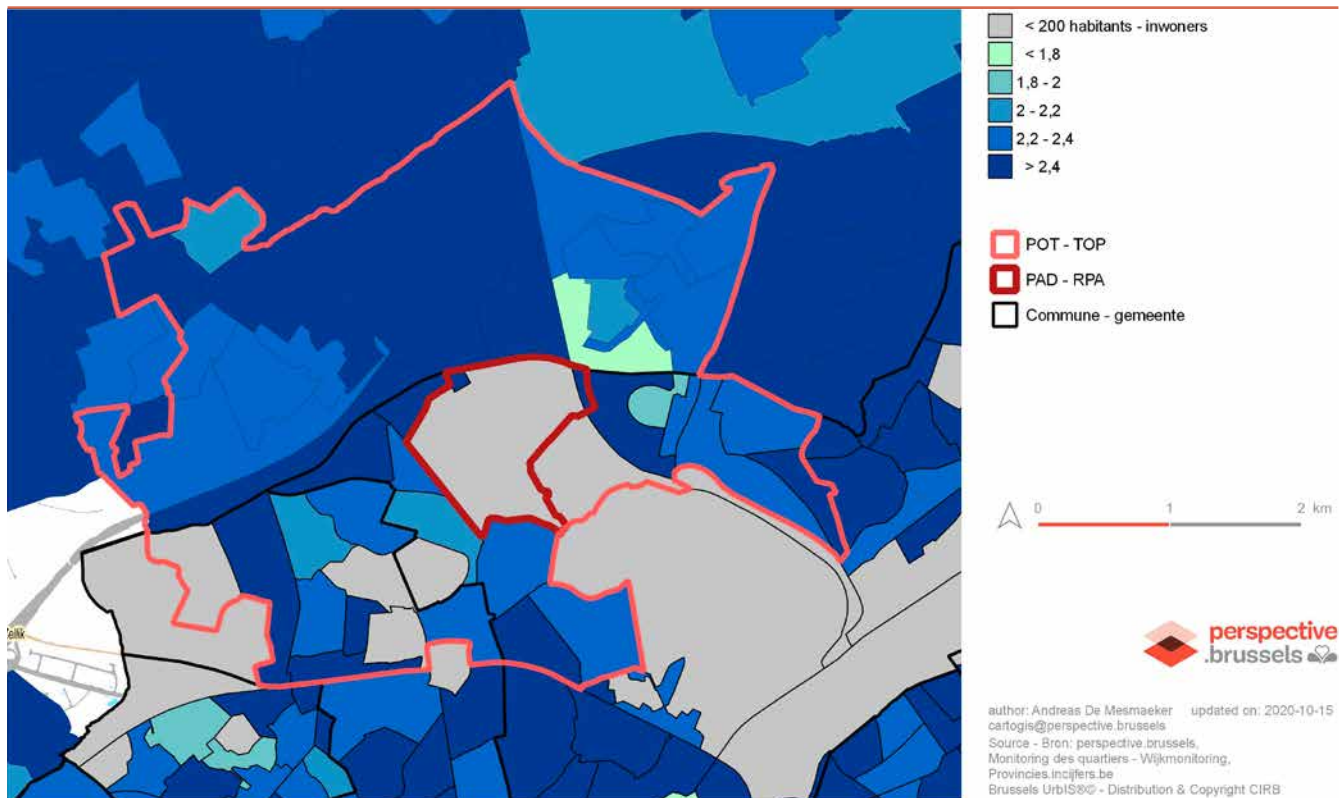 < 200 habitants - inwoners
< 1,8
1,8 - 2
2 - 2,2
2,2 - 2,4
> 2,4
POT - TOP
PAD - RPA
Commune - gemeente
0 1 2 km
perspective
.brussels
author: Andreas De Mesmaeker updated on: 2020-10-15
cartogis@perspective.brussels
Source - Bron: perspective.brussels,
Monitoring des quartiers - Wijkmonitoring,
Provincies.incijfers.be
Brussels UrbIS®© - Distribution & Copyright CIRB